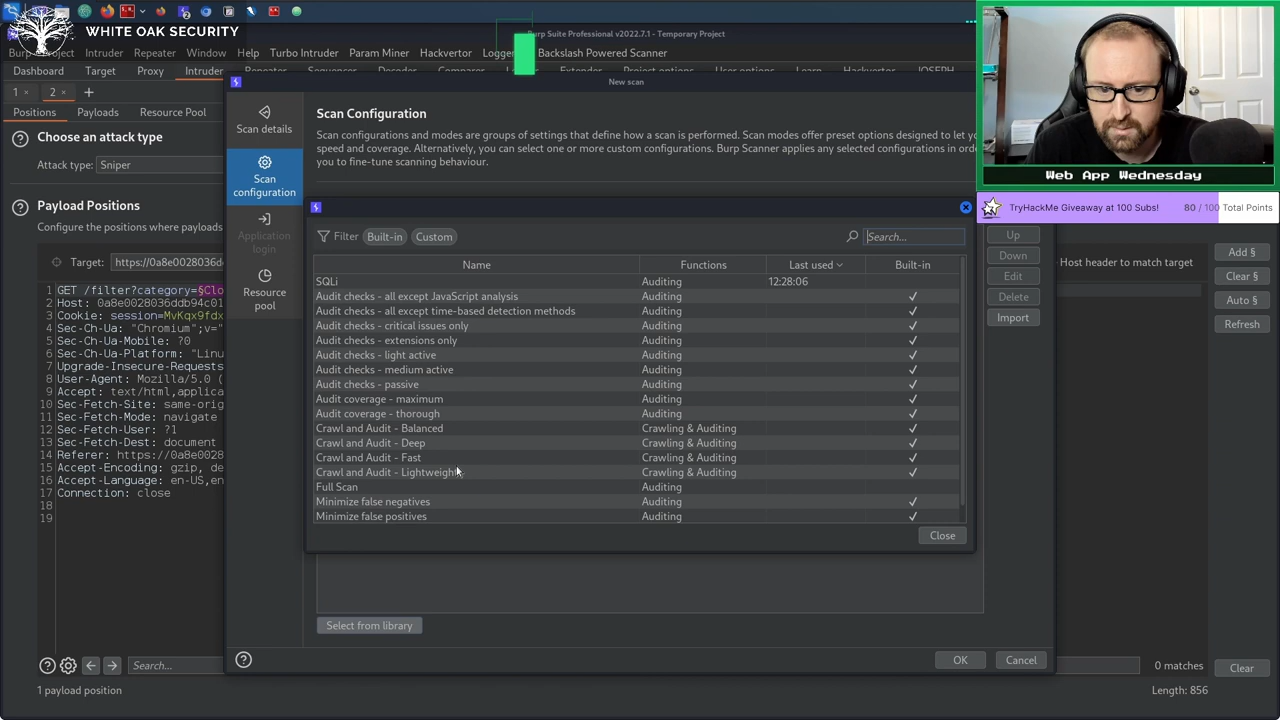 WHITE OAK SECURITY
Burp Suite Professional v2022.7.1 - Temporary Project
Burp Project Intruder Repeater Window Help Turbo Intruder Param Miner Hackvertor Logger Backslash Powered Scanner
Dashboard Target Proxy Intruder Repeater Sequencer Decoder Comparer Extender Project options User options Learn Hackvertor JOSEPH
1 × 2 × +
New scan
Positions Payloads Resource Pool
Choose an attack type
Attack type: Sniper
Payload Positions
Configure the positions where payloads
Target: https://0a8e0028036d
Host header to match target
1 GET /filter?category=§Clo
2 Host: 0a8e0028036ddb94c01
3 Cookie: session=MvKqx9fdx
4 Sec-Ch-Ua: "Chromium";v="
5 Sec-Ch-Ua-Mobile: ?0
6 Sec-Ch-Ua-Platform: "Linu
7 Upgrade-Insecure-Requests
8 User-Agent: Mozilla/5.0 (
9 Accept: text/html,applica
10 Sec-Fetch-Site: same-orig
11 Sec-Fetch-Mode: navigate
12 Sec-Fetch-User: ?1
13 Sec-Fetch-Dest: document
14 Referer: https://0a8e0028
15 Accept-Encoding: gzip, de
16 Accept-Language: en-US,en
17 Connection: close
18
19
Search...
0 matches
Clear
1 payload position
Length: 856
Add §
Clear §
Auto §
Refresh
Scan details
Scan
configuration
Application
login
Resource
pool
Scan Configuration
Scan configurations and modes are groups of settings that define how a scan is performed. Scan modes offer preset options designed to let yo
speed and coverage. Alternatively, you can select one or more custom configurations. Burp Scanner applies any selected configurations in orde
you to fine-tune scanning behaviour.
Filter Built-in Custom
Search...
Name Functions Last used Built-in
SQLi Auditing 12:28:06
Audit checks - all except JavaScript analysis Auditing ✓
Audit checks - all except time-based detection methods Auditing ✓
Audit checks - critical issues only Auditing ✓
Audit checks - extensions only Auditing ✓
Audit checks - light active Auditing ✓
Audit checks - medium active Auditing ✓
Audit checks - passive Auditing ✓
Audit coverage - maximum Auditing ✓
Audit coverage - thorough Auditing ✓
Crawl and Audit - Balanced Crawling & Auditing ✓
Crawl and Audit - Deep Crawling & Auditing ✓
Crawl and Audit - Fast Crawling & Auditing ✓
Crawl and Audit - Lightweight Crawling & Auditing ✓
Full Scan Auditing
Minimize false negatives Auditing ✓
Minimize false positives Auditing ✓
Close
Up
Down
Edit
Delete
Import
Select from library
OK Cancel
Web App Wednesday
TryHackMe Giveaway at 100 Subs! 80 / 100 Total Points